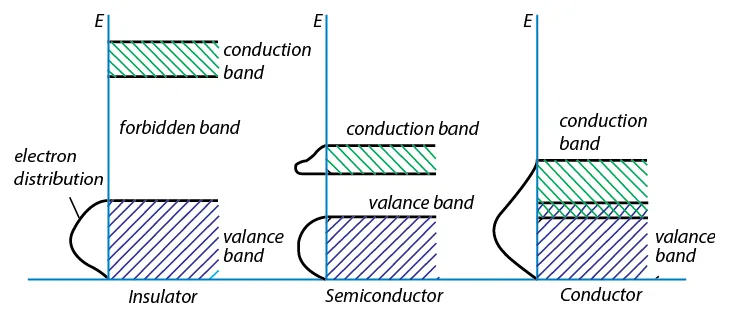 E
conduction
band
forbidden band
electron
distribution
valance
band
Insulator
E
conduction band
valance band
Semiconductor
E
conduction
band
valance
band
Conductor